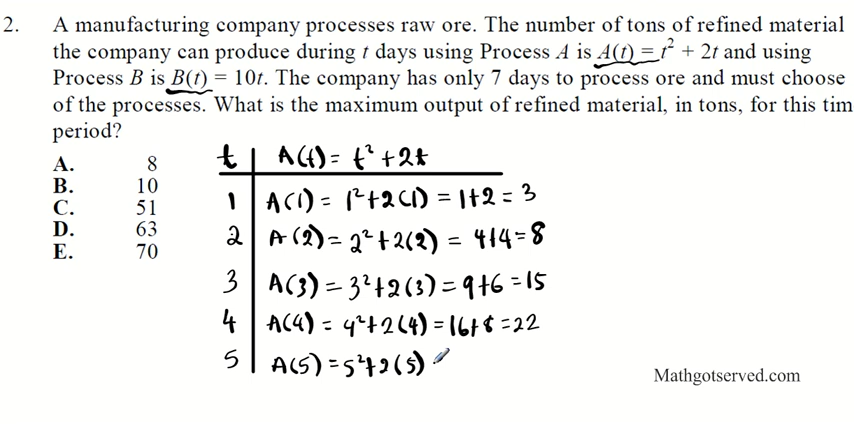 2. A manufacturing company processes raw ore. The number of tons of refined material
the company can produce during t days using Process A is A(t) = t² + 2t and using
Process B is B(t) = 10t. The company has only 7 days to process ore and must choose
of the processes. What is the maximum output of refined material, in tons, for this tim
period?
A. 8
B. 10
C. 51
D. 63
E. 70
t A(t) = t² + 2t
1 A(1) = 1² + 2(1) = 1+2 = 3
2 A(2) = 2² + 2(2) = 4+4 = 8
3 A(3) = 3² + 2(3) = 9+6 = 15
4 A(4) = 4² + 2(4) = 16+8 = 22
5 A(5) = 5² + 2(5)
Mathgotserved.com